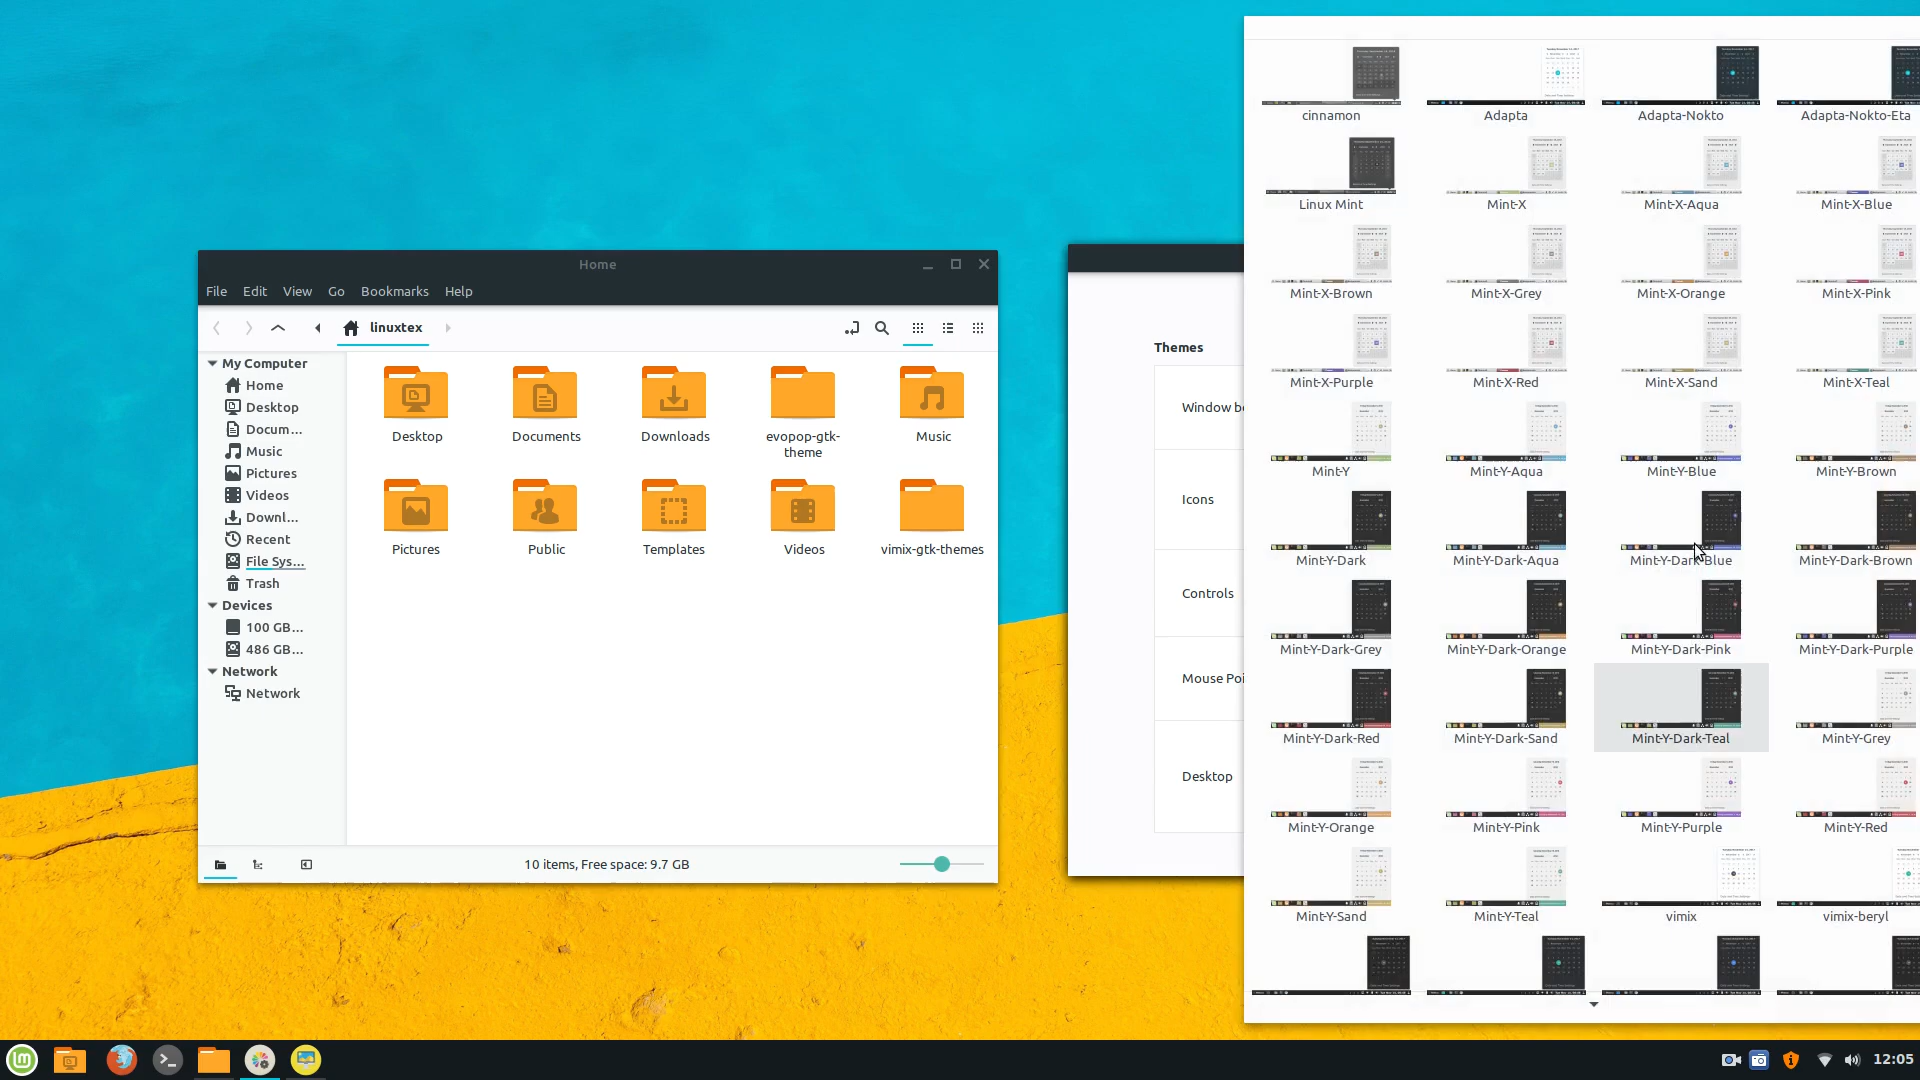 Home
File Edit View Go Bookmarks Help
linuxtex
My Computer
Home
Desktop
Docum...
Music
Pictures
Videos
Downl...
Recent
File Sys...
Trash
Devices
100 GB...
486 GB...
Network
Network
Desktop Documents Downloads evopop-gtk-theme Music
Pictures Public Templates Videos vimix-gtk-themes
10 items, Free space: 9.7 GB
Themes
Window bo
Icons
Controls
Mouse Poi
Desktop
cinnamon Adapta Adapta-Nokto Adapta-Nokto-Eta
Linux Mint Mint-X Mint-X-Aqua Mint-X-Blue
Mint-X-Brown Mint-X-Grey Mint-X-Orange Mint-X-Pink
Mint-X-Purple Mint-X-Red Mint-X-Sand Mint-X-Teal
Mint-Y Mint-Y-Aqua Mint-Y-Blue Mint-Y-Brown
Mint-Y-Dark Mint-Y-Dark-Aqua Mint-Y-Dark-Blue Mint-Y-Dark-Brown
Mint-Y-Dark-Grey Mint-Y-Dark-Orange Mint-Y-Dark-Pink Mint-Y-Dark-Purple
Mint-Y-Dark-Red Mint-Y-Dark-Sand Mint-Y-Dark-Teal Mint-Y-Grey
Mint-Y-Orange Mint-Y-Pink Mint-Y-Purple Mint-Y-Red
Mint-Y-Sand Mint-Y-Teal vimix vimix-beryl
12:05